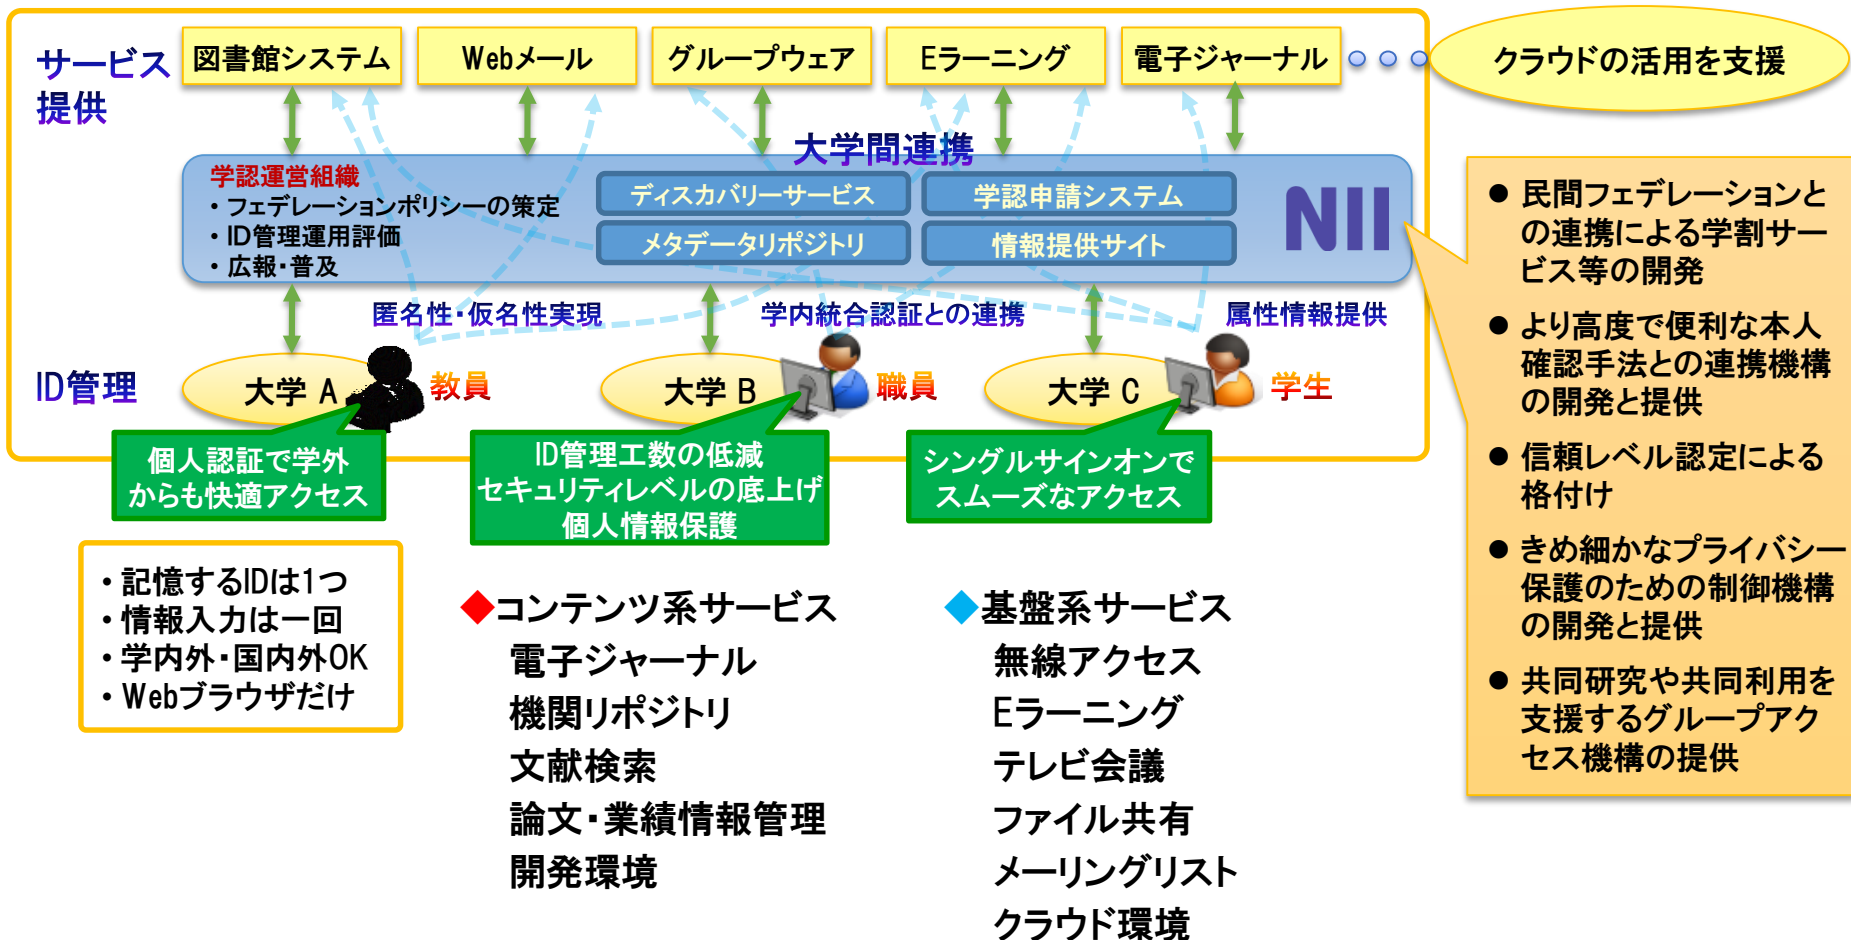 サービス
提供
図書館システム
Webメール
グループウェア
Eラーニング
電子ジャーナル
クラウドの活用を支援
大学間連携
学認運営組織
・フェデレーションポリシーの策定
・ID管理運用評価
・広報・普及
ディスカバリーサービス
学認申請システム
メタデータリポジトリ
情報提供サイト
NII
匿名性・仮名性実現
学内統合認証との連携
属性情報提供
ID管理
大学 A
教員
大学 B
職員
大学 C
学生
個人認証で学外
からも快適アクセス
ID管理工数の低減
セキュリティレベルの底上げ
個人情報保護
シングルサインオンで
スムーズなアクセス
・記憶するIDは1つ
・情報入力は一回
・学内外・国内外OK
・Webブラウザだけ
◆コンテンツ系サービス
電子ジャーナル
機関リポジトリ
文献検索
論文・業績情報管理
開発環境
◆基盤系サービス
無線アクセス
Eラーニング
テレビ会議
ファイル共有
メーリングリスト
クラウド環境
● 民間フェデレーションと
の連携による学割サー
ビス等の開発
● より高度で便利な本人
確認手法との連携機構
の開発と提供
● 信頼レベル認定による
格付け
● きめ細かなプライバシー
保護のための制御機構
の開発と提供
● 共同研究や共同利用を
支援するグループアク
セス機構の提供